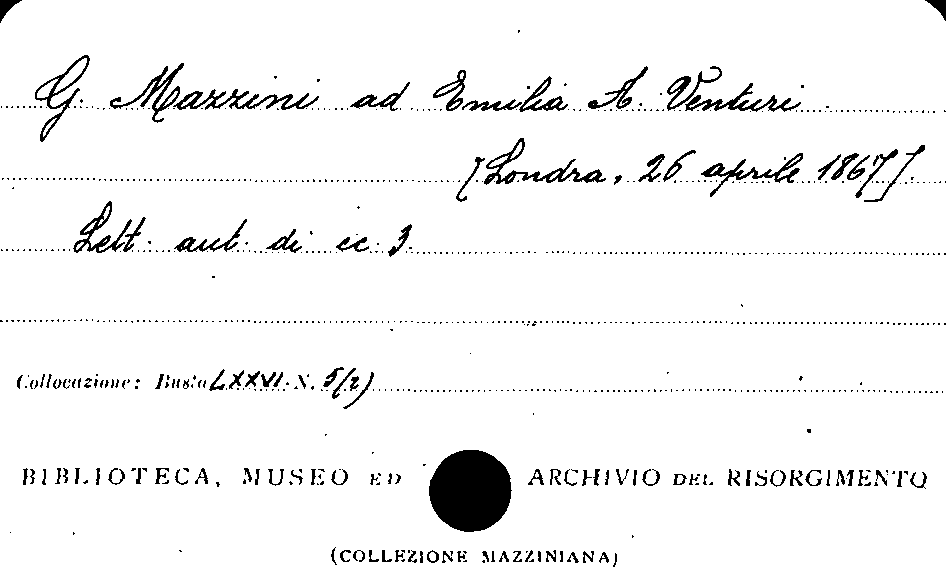 G. Mazzini ad Emilia A. Venturi
[Londra, 26 aprile 1867].
Lett. aut. di cc. 3.
Collocazione: Busta LXXVI. N. 5/2)
BIBLIOTECA, MUSEO ED ARCHIVIO DEL RISORGIMENTO
(COLLEZIONE MAZZINIANA)